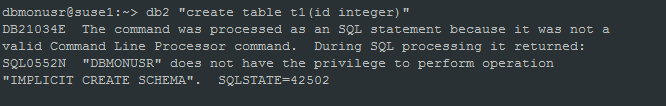 dbmonusr@suse1:~> db2 "create table t1(id integer)"
DB21034E  The command was processed as an SQL statement because it was not a
valid Command Line Processor command.  During SQL processing it returned:
SQL0552N  "DBMONUSR" does not have the privilege to perform operation
"IMPLICIT CREATE SCHEMA".  SQLSTATE=42502